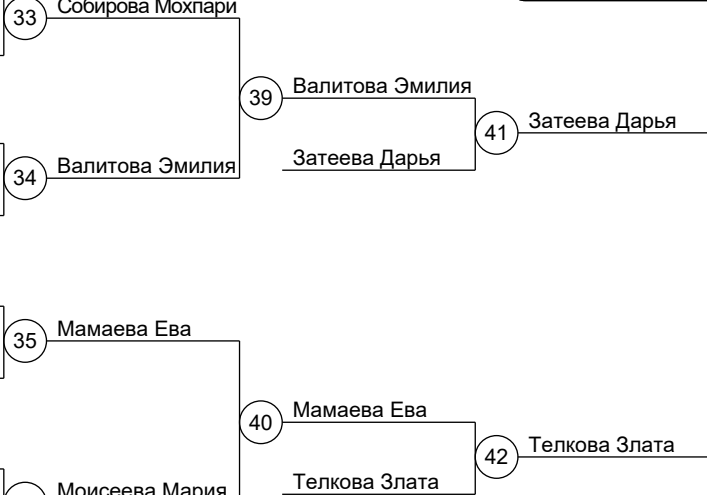 Собирова Мохпари
33
Валитова Эмилия
39
Затеева Дарья
41
Затеева Дарья
Валитова Эмилия
34
Мамаева Ева
35
Мамаева Ева
40
Телкова Злата
42
Телкова Злата
Моисеева Мария